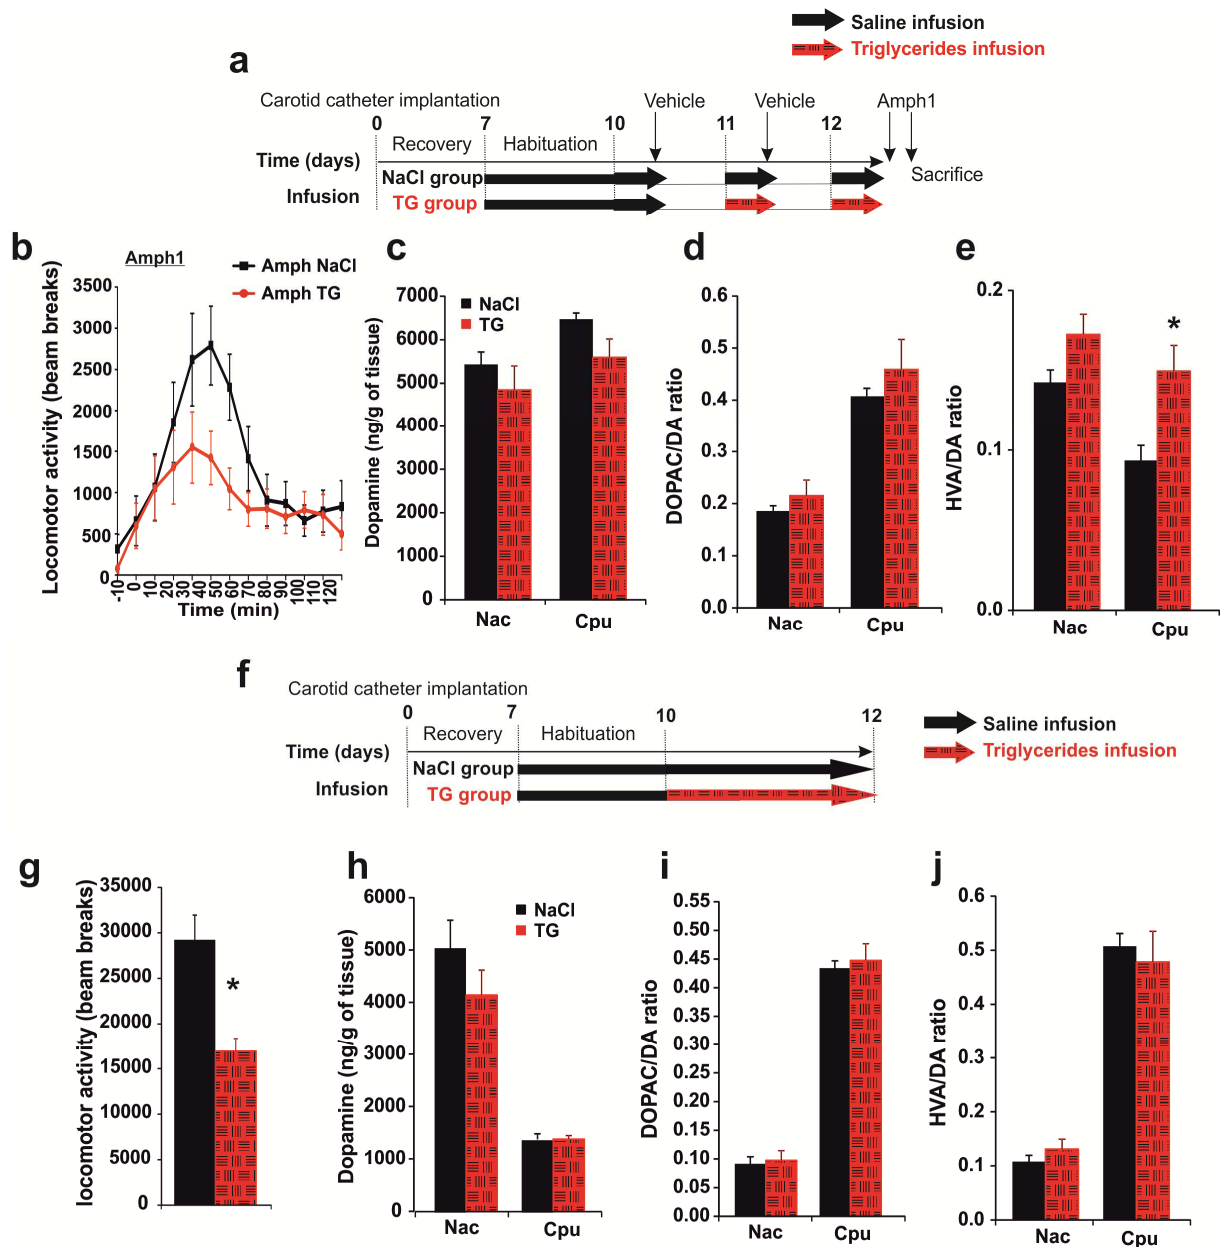 Saline infusion
Triglycerides infusion
a
Carotid catheter implantation
Vehicle
Vehicle
Amph1
0 7 10 11 12
Recovery
Habituation
Time (days)
Sacrifice
NaCl group
Infusion
TG group
b
Amph1
Amph NaCl
Amph TG
Locomotor activity (beam breaks)
3500
3000
2500
2000
1500
1000
500
0
-10 0 10 20 30 40 50 60 70 80 90 100 110 120
Time (min)
c
NaCl
TG
Dopamine (ng/g of tissue)
7000
6000
5000
4000
3000
2000
1000
0
Nac Cpu
d
DOPAC/DA ratio
0.6
0.5
0.4
0.3
0.2
0.1
0.0
Nac Cpu
e
HVA/DA ratio
0.2
0.1
0.0
*
Nac Cpu
f
Carotid catheter implantation
0 7 10 12
Recovery
Habituation
Time (days)
NaCl group
Infusion
TG group
Saline infusion
Triglycerides infusion
g
locomotor activity (beam breaks)
35000
30000
25000
20000
15000
10000
5000
0
*
h
NaCl
TG
Dopamine (ng/g of tissue)
6000
5000
4000
3000
2000
1000
0
Nac Cpu
i
DOPAC/DA ratio
0.55
0.50
0.45
0.40
0.35
0.30
0.25
0.20
0.15
0.10
0.05
0.00
Nac Cpu
j
HVA/DA ratio
0.6
0.5
0.4
0.3
0.2
0.1
0.0
Nac Cpu